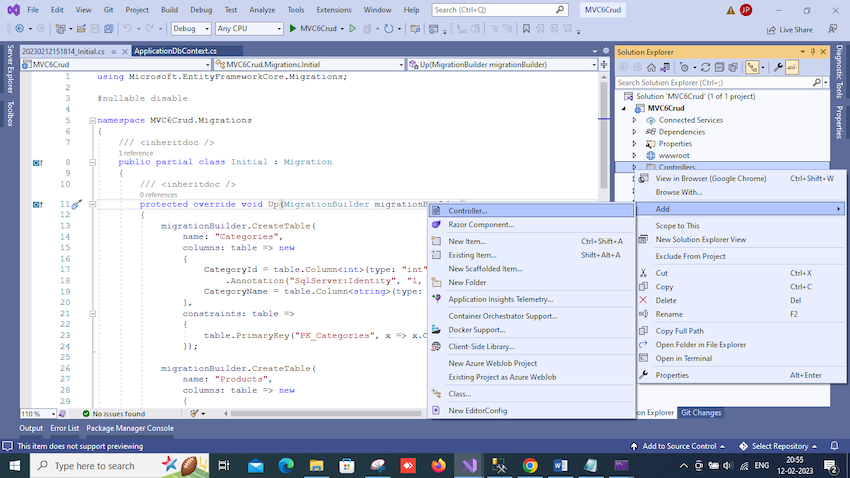 File Edit View Git Project Build Debug Test Analyze Tools Extensions Window Help Search (Ctrl+Q) MVC6Crud JP
Debug Any CPU MVC6Crud Live Share
20230212151814_Initial.cs ApplicationDbContext.cs
MVC6Crud MVC6Crud.Migrations.Initial Up(MigrationBuilder migrationBuilder)
Server Explorer
Toolbox
1 using Microsoft.EntityFrameworkCore.Migrations;
2
3 #nullable disable
4
5 namespace MVC6Crud.Migrations
6 {
7 /// <inheritdoc />
1 reference
8 public partial class Initial : Migration
9 {
10 /// <inheritdoc />
0 references
11 protected override void Up(MigrationBuilder
12 {
13 migrationBuilder.CreateTable(
14 name: "Categories",
15 columns: table => new
16 {
17 CategoryId = table.Column<int>(type: "int"
18 .Annotation("SqlServer:Identity", "1,
19 CategoryName = table.Column<string>(type:
20 },
21 constraints: table =>
22 {
23 table.PrimaryKey("PK_Categories", x => x.
24 });
25
26 migrationBuilder.CreateTable(
27 name: "Products",
28 columns: table => new
29 {
110 % No issues found
Controller...
Razor Component...
New Item... Ctrl+Shift+A
Existing Item... Shift+Alt+A
New Scaffolded Item...
New Folder
Application Insights Telemetry...
Container Orchestrator Support...
Docker Support...
Client-Side Library...
New Azure WebJob Project
Existing Project as Azure WebJob
Class...
New EditorConfig
Solution Explorer
Search Solution Explorer (Ctrl+;)
Solution 'MVC6Crud' (1 of 1 project)
MVC6Crud
Connected Services
Dependencies
Properties
wwwroot
Controllers
View in Browser (Google Chrome) Ctrl+Shift+W
Browse With...
Add
Scope to This
New Solution Explorer View
Exclude From Project
Cut Ctrl+X
Copy Ctrl+C
Delete Del
Rename F2
Copy Full Path
Open Folder in File Explorer
Open in Terminal
Properties Alt+Enter
Explorer Git Changes
Diagnostic Tools
Properties
Output Error List Package Manager Console
This item does not support previewing Add to Source Control Select Repository
Type here to search ENG 20:55
12-02-2023 2